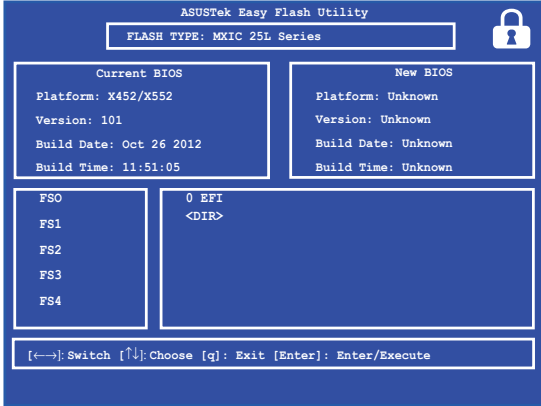 ASUSTek Easy Flash Utility
FLASH TYPE: MXIC 25L Series
Current BIOS
Platform: X452/X552
Version: 101
Build Date: Oct 26 2012
Build Time: 11:51:05
New BIOS
Platform: Unknown
Version: Unknown
Build Date: Unknown
Build Time: Unknown
FSO
FS1
FS2
FS3
FS4
0 EFI
<DIR>
[←→]: Switch [↑↓]: Choose [q]: Exit [Enter]: Enter/Execute